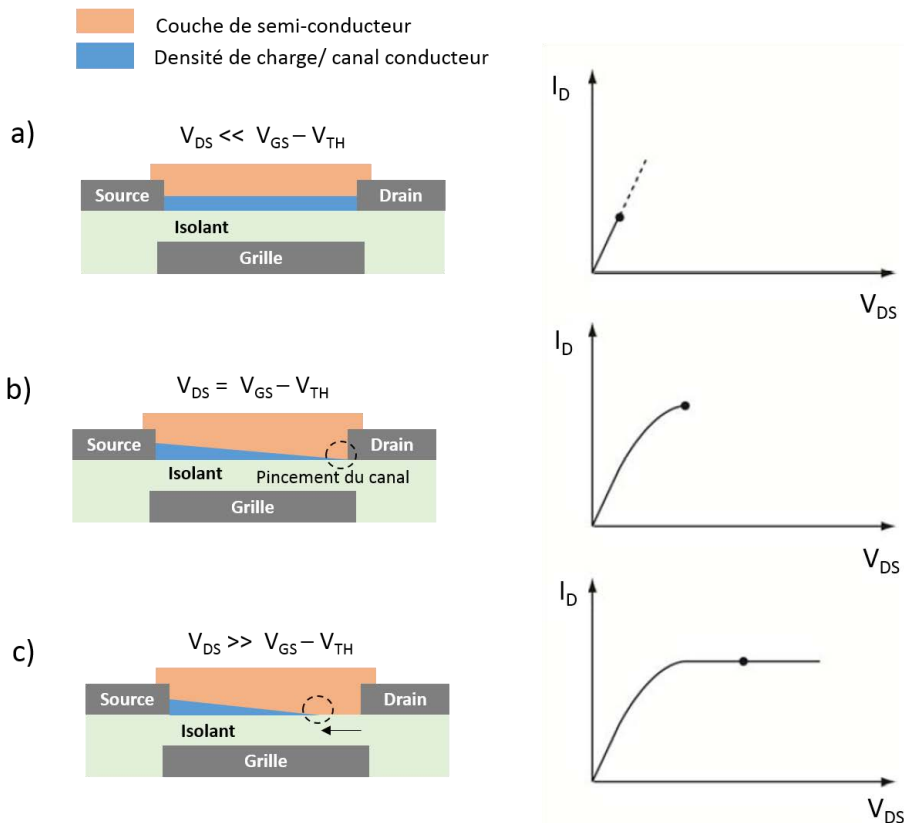 Couche de semi-conducteur
Densité de charge/ canal conducteur
a)
V_DS << V_GS – V_TH
Source
Drain
Isolant
Grille
I_D
V_DS
b)
V_DS = V_GS – V_TH
Source
Drain
Isolant
Pincement du canal
Grille
I_D
V_DS
c)
V_DS >> V_GS – V_TH
Source
Drain
Isolant
Grille
I_D
V_DS